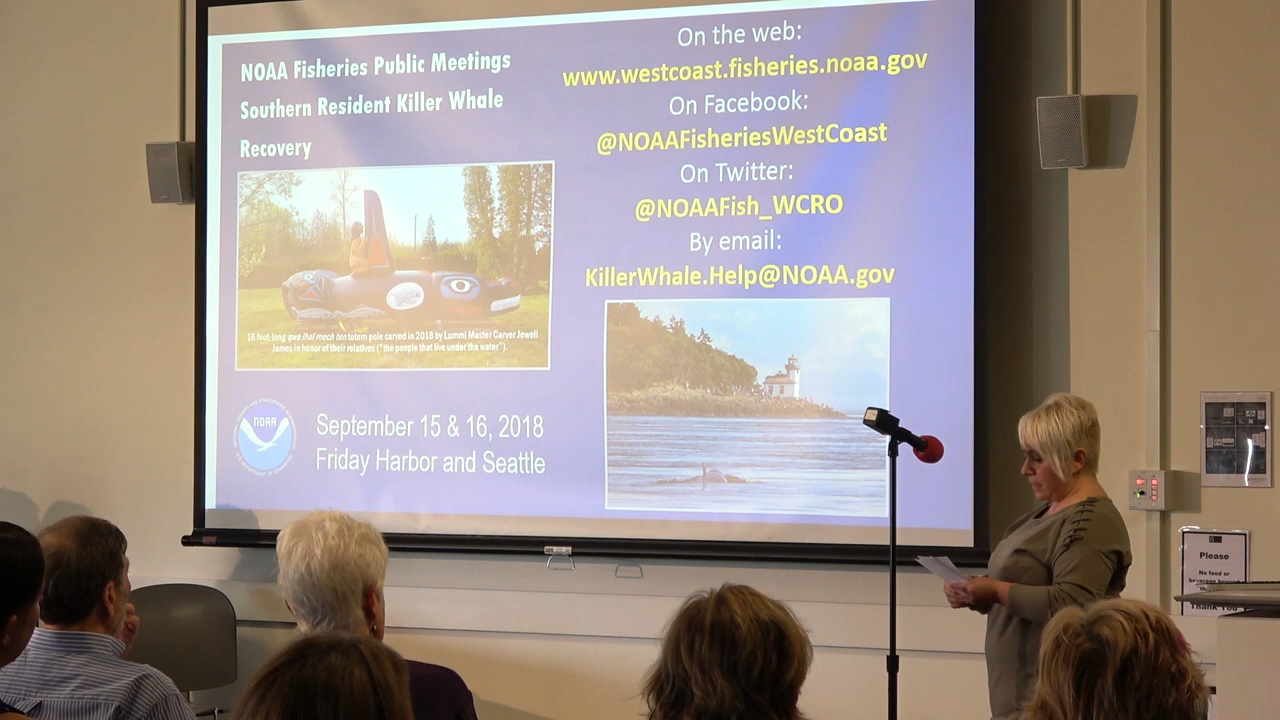 NOAA Fisheries Public Meetings
Southern Resident Killer Whale
Recovery
16 foot long qwe lhol mech ten totem pole carved in 2018 by Lummi Master Carver Jewell
James in honor of their relatives ("the people that live under the water").
NOAA
September 15 & 16, 2018
Friday Harbor and Seattle
On the web:
www.westcoast.fisheries.noaa.gov
On Facebook:
@NOAAFisheriesWestCoast
On Twitter:
@NOAAFish_WCRO
By email:
KillerWhale.Help@NOAA.gov
Please
No food or
beverage
Thank You